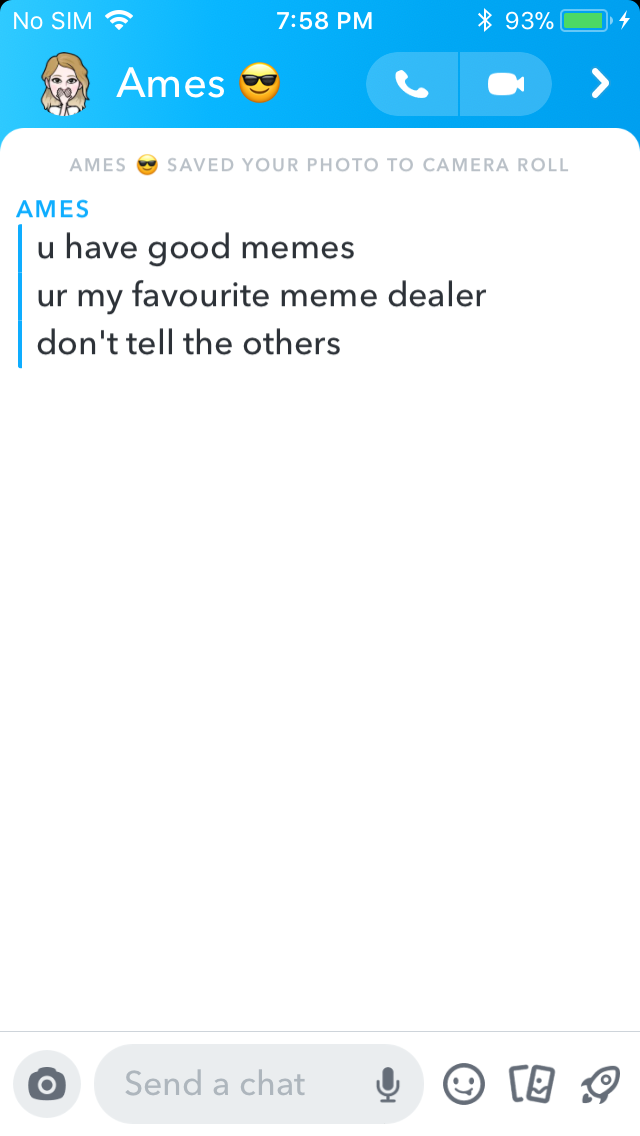 No SIM 7:58 PM 93%
Ames 😎
AMES 😎 SAVED YOUR PHOTO TO CAMERA ROLL
AMES
u have good memes
ur my favourite meme dealer
don't tell the others
Send a chat